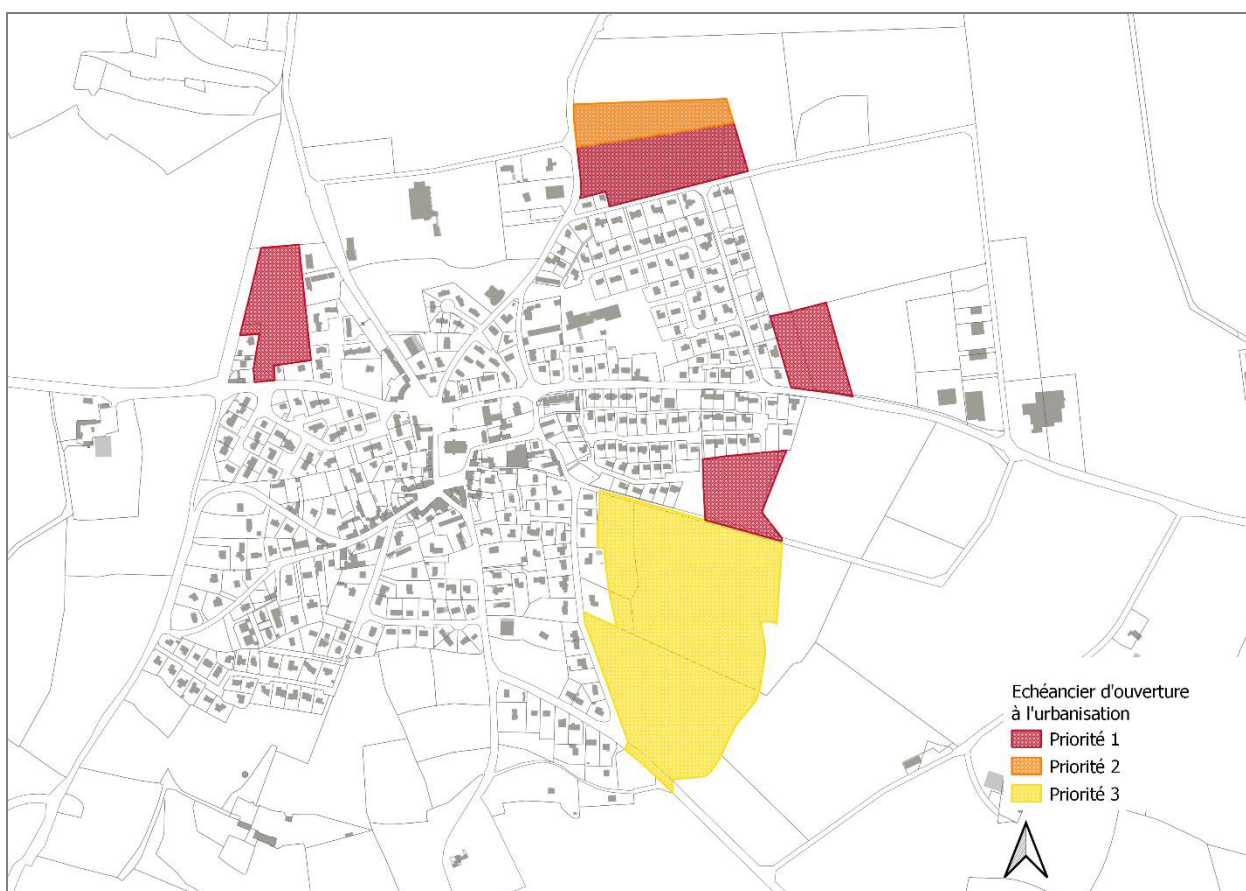 Echéancier d'ouverture
à l'urbanisation
Priorité 1
Priorité 2
Priorité 3